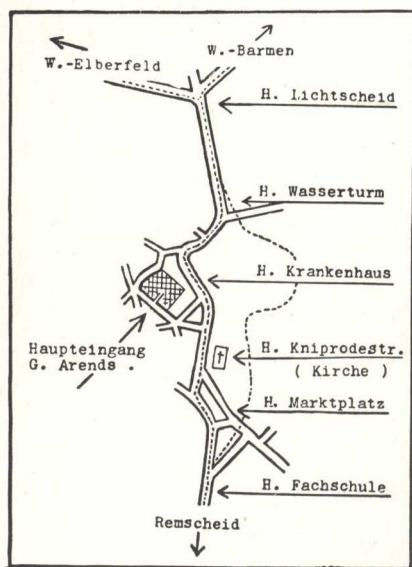 W.-Barmen
W.-Elberfeld
H. Lichtscheid
H. Wasserturm
H. Krankenhaus
Haupteingang
G. Arends .
H. Kniprodestr.
( Kirche )
H. Marktplatz
H. Fachschule
Remscheid